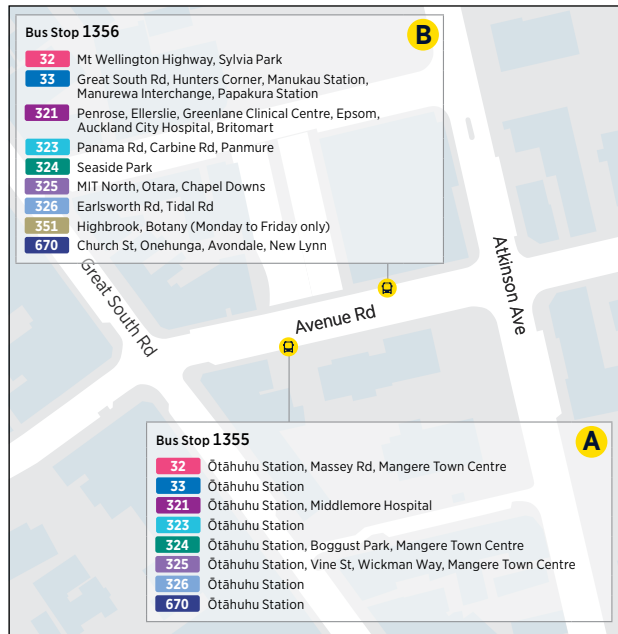 Bus Stop 1356
B
32 Mt Wellington Highway, Sylvia Park
33 Great South Rd, Hunters Corner, Manukau Station,
Manurewa Interchange, Papakura Station
321 Penrose, Ellerslie, Greenlane Clinical Centre, Epsom,
Auckland City Hospital, Britomart
323 Panama Rd, Carbine Rd, Panmure
324 Seaside Park
325 MIT North, Otara, Chapel Downs
326 Earlsworth Rd, Tidal Rd
351 Highbrook, Botany (Monday to Friday only)
670 Church St, Onehunga, Avondale, New Lynn
Great South Rd
Avenue Rd
Atkinson Ave
Bus Stop 1355
A
32 Ōtāhuhu Station, Massey Rd, Mangere Town Centre
33 Ōtāhuhu Station
321 Ōtāhuhu Station, Middlemore Hospital
323 Ōtāhuhu Station
324 Ōtāhuhu Station, Boggust Park, Mangere Town Centre
325 Ōtāhuhu Station, Vine St, Wickman Way, Mangere Town Centre
326 Ōtāhuhu Station
670 Ōtāhuhu Station